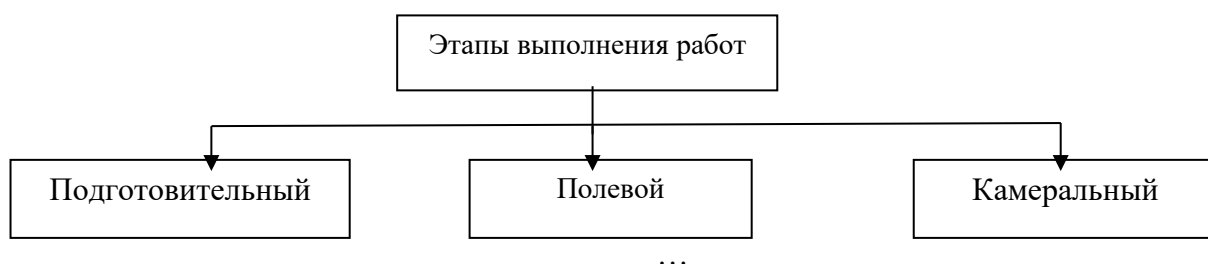 Этапы выполнения работ
Подготовительный
Полевой
Камеральный
…